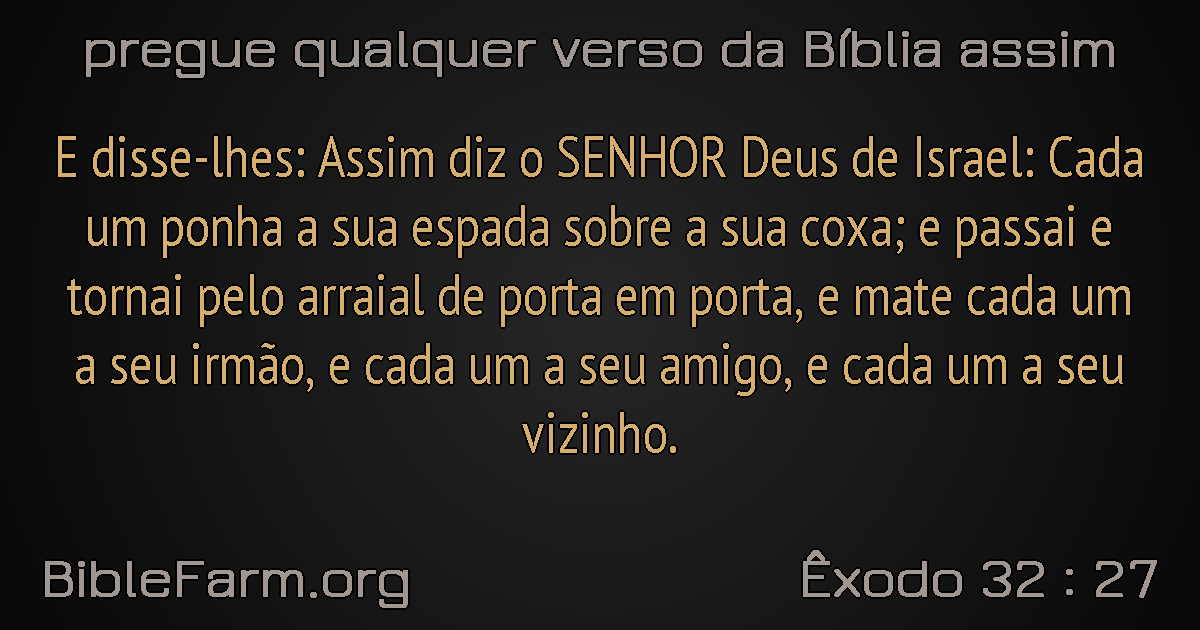 pregue qualquer verso da Bíblia assim
E disse-lhes: Assim diz o SENHOR Deus de Israel: Cada
um ponha a sua espada sobre a sua coxa; e passai e
tornai pelo arraial de porta em porta, e mate cada um
a seu irmão, e cada um a seu amigo, e cada um a seu
vizinho.
BibleFarm.org
Êxodo 32 : 27